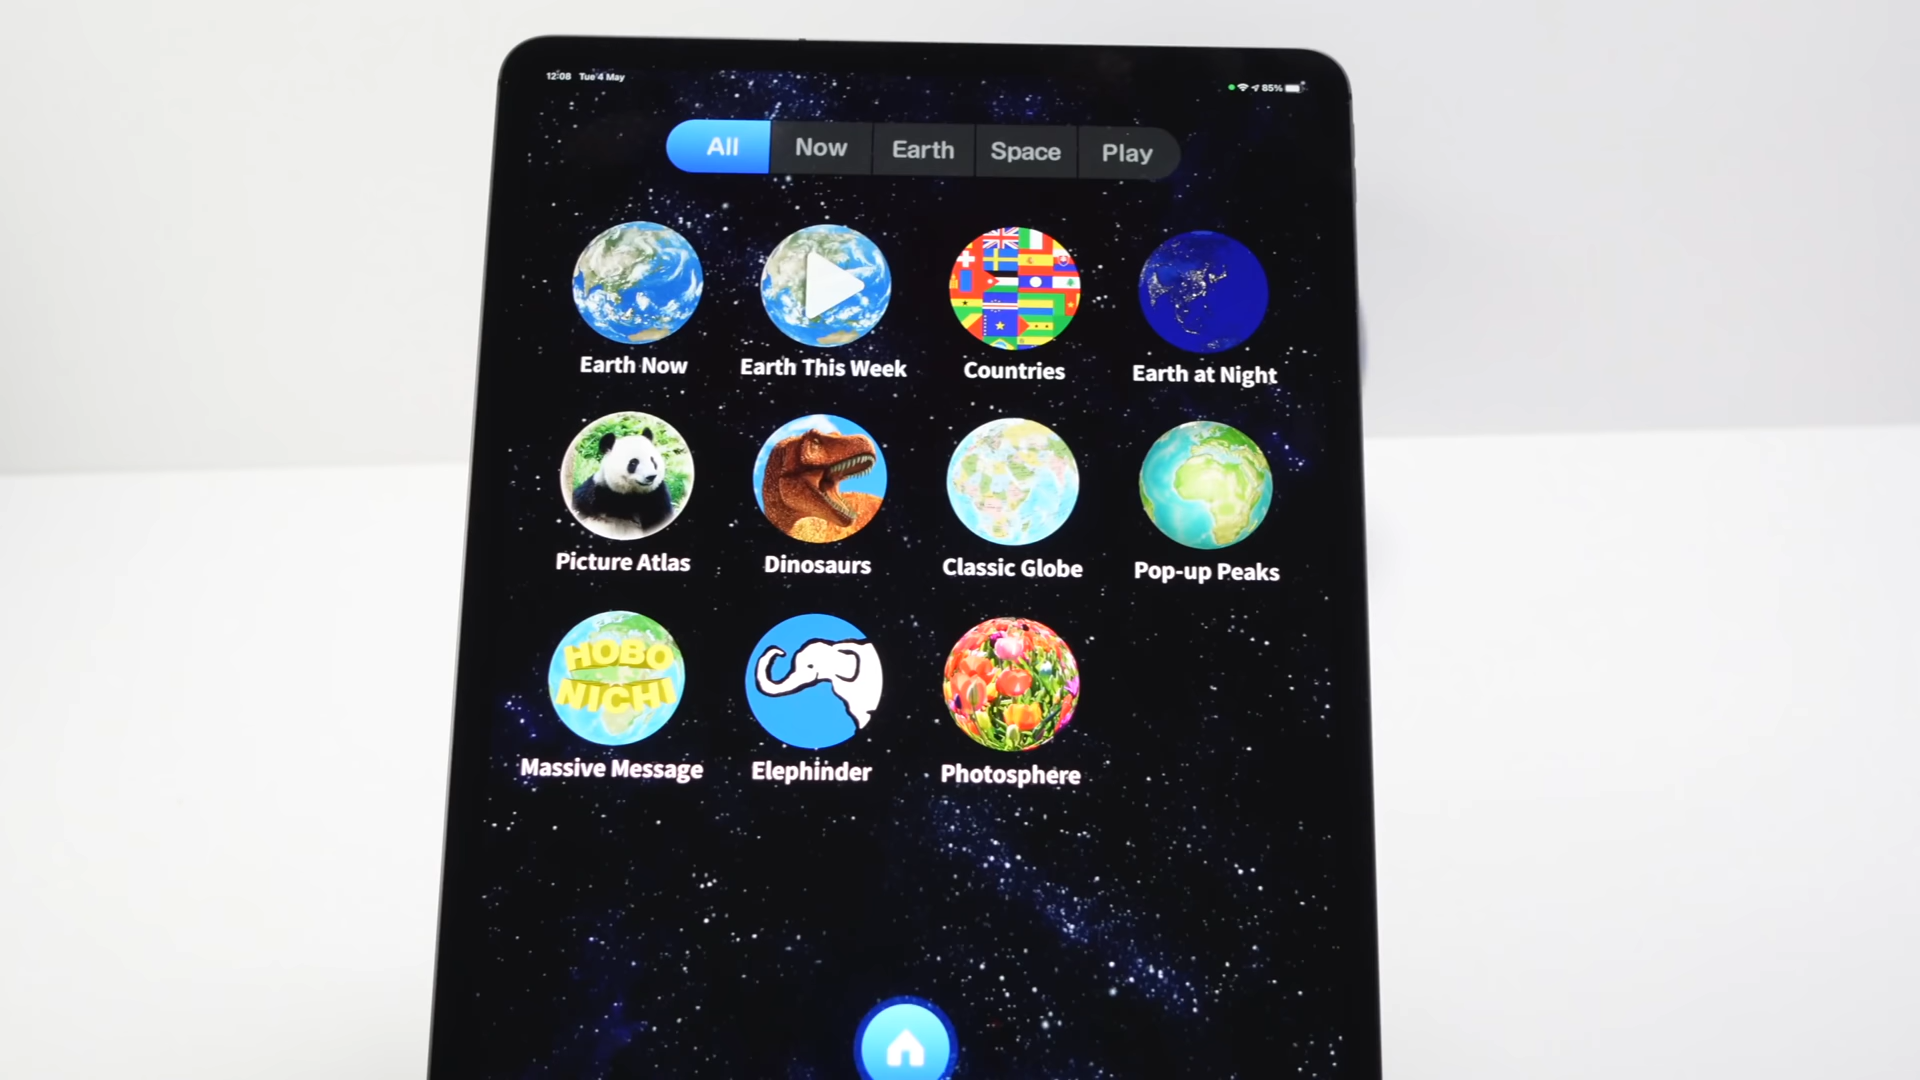 12:08 Tue 4 May
85%
All Now Earth Space Play
Earth Now
Earth This Week
Countries
Earth at Night
Picture Atlas
Dinosaurs
Classic Globe
Pop-up Peaks
HOBO
NICHI
Massive Message
Elephinder
Photosphere